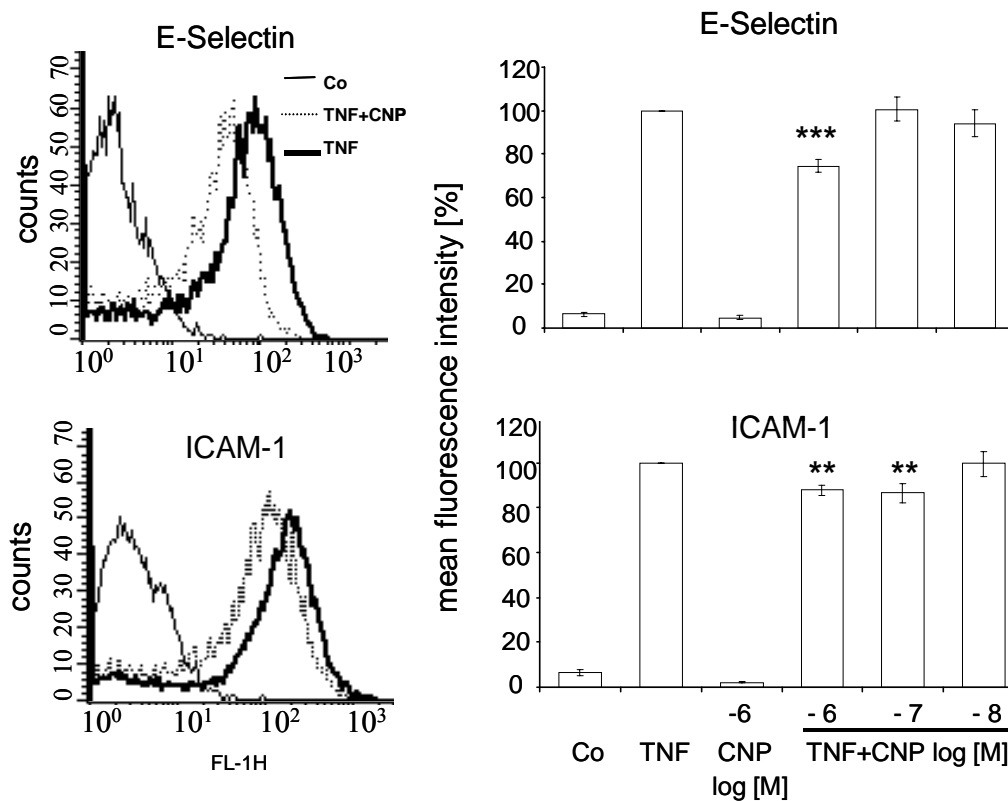 E-Selectin
Co
TNF+CNP
TNF
counts
70
60
50
40
30
20
10
0
10⁰ 10¹ 10² 10³
ICAM-1
counts
70
60
50
40
30
20
10
0
10⁰ 10¹ 10² 10³
FL-1H
E-Selectin
mean fluorescence intensity [%]
120
100
80
60
40
20
0
***
ICAM-1
120
100
80
60
40
20
0
** **
-6 - 6 - 7 - 8
Co TNF CNP TNF+CNP log [M]
log [M]